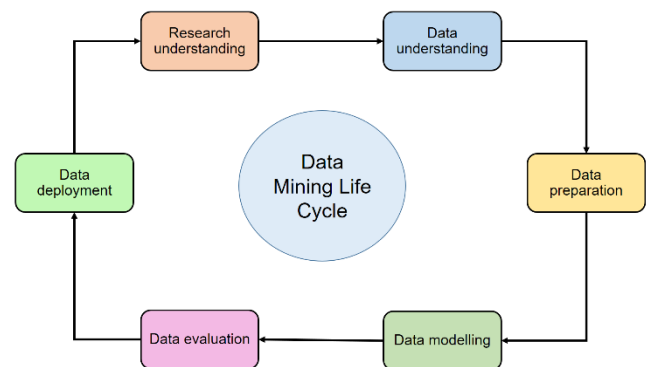 Research
understanding
Data
understanding
Data
preparation
Data modelling
Data evaluation
Data
deployment
Data
Mining Life
Cycle